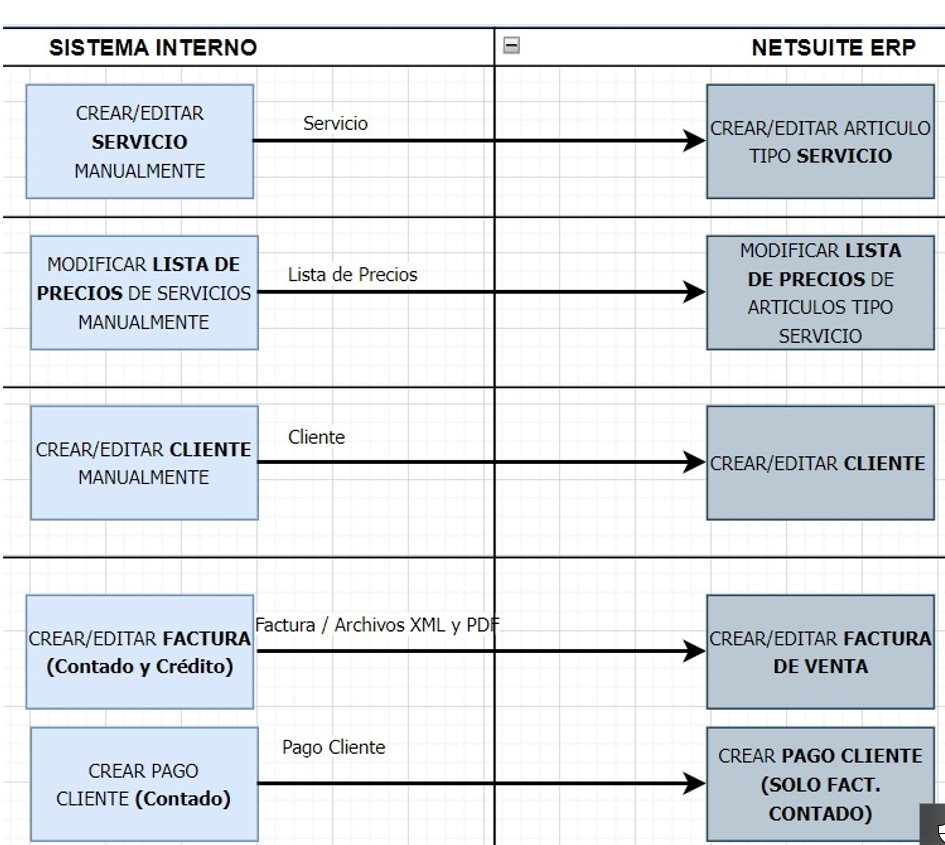 SISTEMA INTERNO
NETSUITE ERP
CREAR/EDITAR
SERVICIO
MANUALMENTE
Servicio
CREAR/EDITAR ARTICULO
TIPO SERVICIO
MODIFICAR LISTA DE
PRECIOS DE SERVICIOS
MANUALMENTE
Lista de Precios
MODIFICAR LISTA
DE PRECIOS DE
ARTICULOS TIPO
SERVICIO
CREAR/EDITAR CLIENTE
MANUALMENTE
Cliente
CREAR/EDITAR CLIENTE
CREAR/EDITAR FACTURA
(Contado y Crédito)
Factura / Archivos XML y PDF
CREAR/EDITAR FACTURA
DE VENTA
CREAR PAGO
CLIENTE (Contado)
Pago Cliente
CREAR PAGO CLIENTE
(SOLO FACT.
CONTADO)